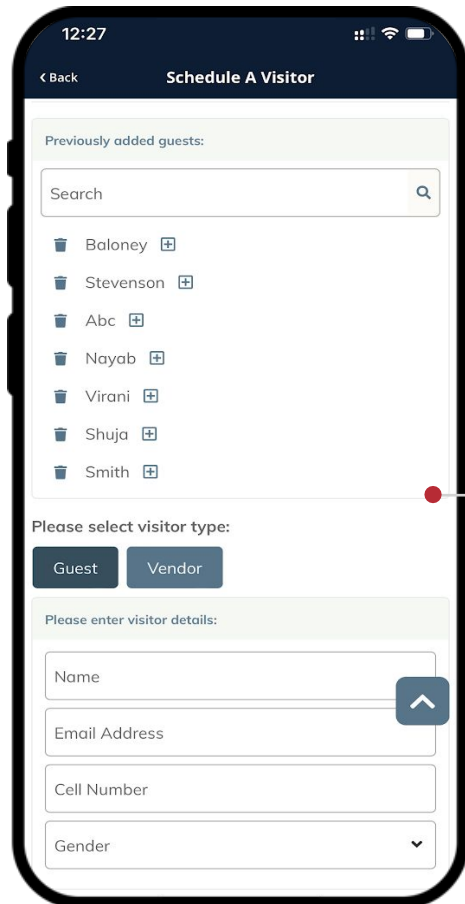 12:27
Back
Schedule A Visitor
Previously added guests:
Search
Baloney
Stevenson
Abc
Nayab
Virani
Shuja
Smith
Please select visitor type:
Guest Vendor
Please enter visitor details:
Name
Email Address
Cell Number
Gender